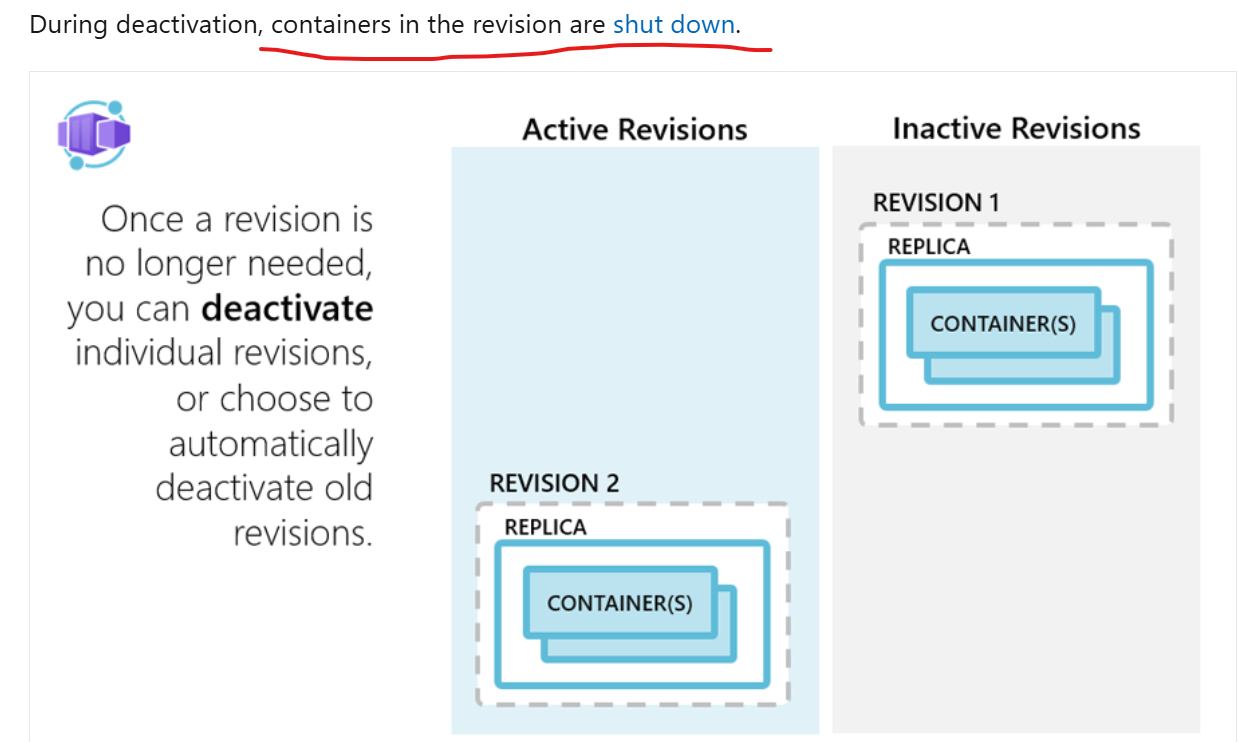 During deactivation, containers in the revision are shut down.
Once a revision is
no longer needed,
you can deactivate
individual revisions,
or choose to
automatically
deactivate old
revisions.
Active Revisions
REVISION 2
REPLICA
CONTAINER(S)
Inactive Revisions
REVISION 1
REPLICA
CONTAINER(S)